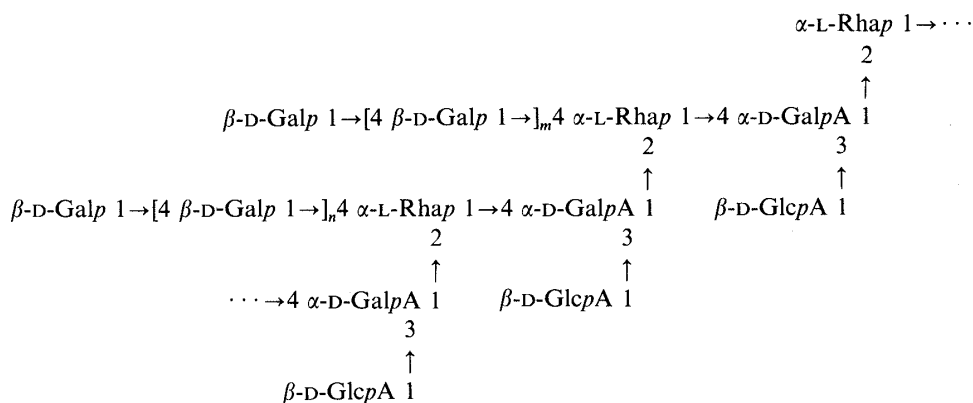 α-L-Rhap 1→···
2
↑
β-D-Galp 1→[4 β-D-Galp 1→]m4 α-L-Rhap 1→4 α-D-GalpA 1
2 3
↑ ↑
β-D-Galp 1→[4 β-D-Galp 1→]n4 α-L-Rhap 1→4 α-D-GalpA 1 β-D-GlcpA 1
2 3
↑ ↑
···→4 α-D-GalpA 1 β-D-GlcpA 1
3
↑
β-D-GlcpA 1